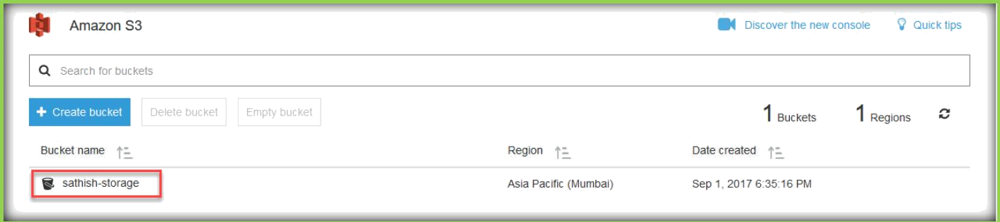 Amazon S3 Discover the new console Quick tips
Search for buckets
Create bucket Delete bucket Empty bucket 1 Buckets 1 Regions
Bucket name Region Date created
sathish-storage Asia Pacific (Mumbai) Sep 1, 2017 6:35:16 PM